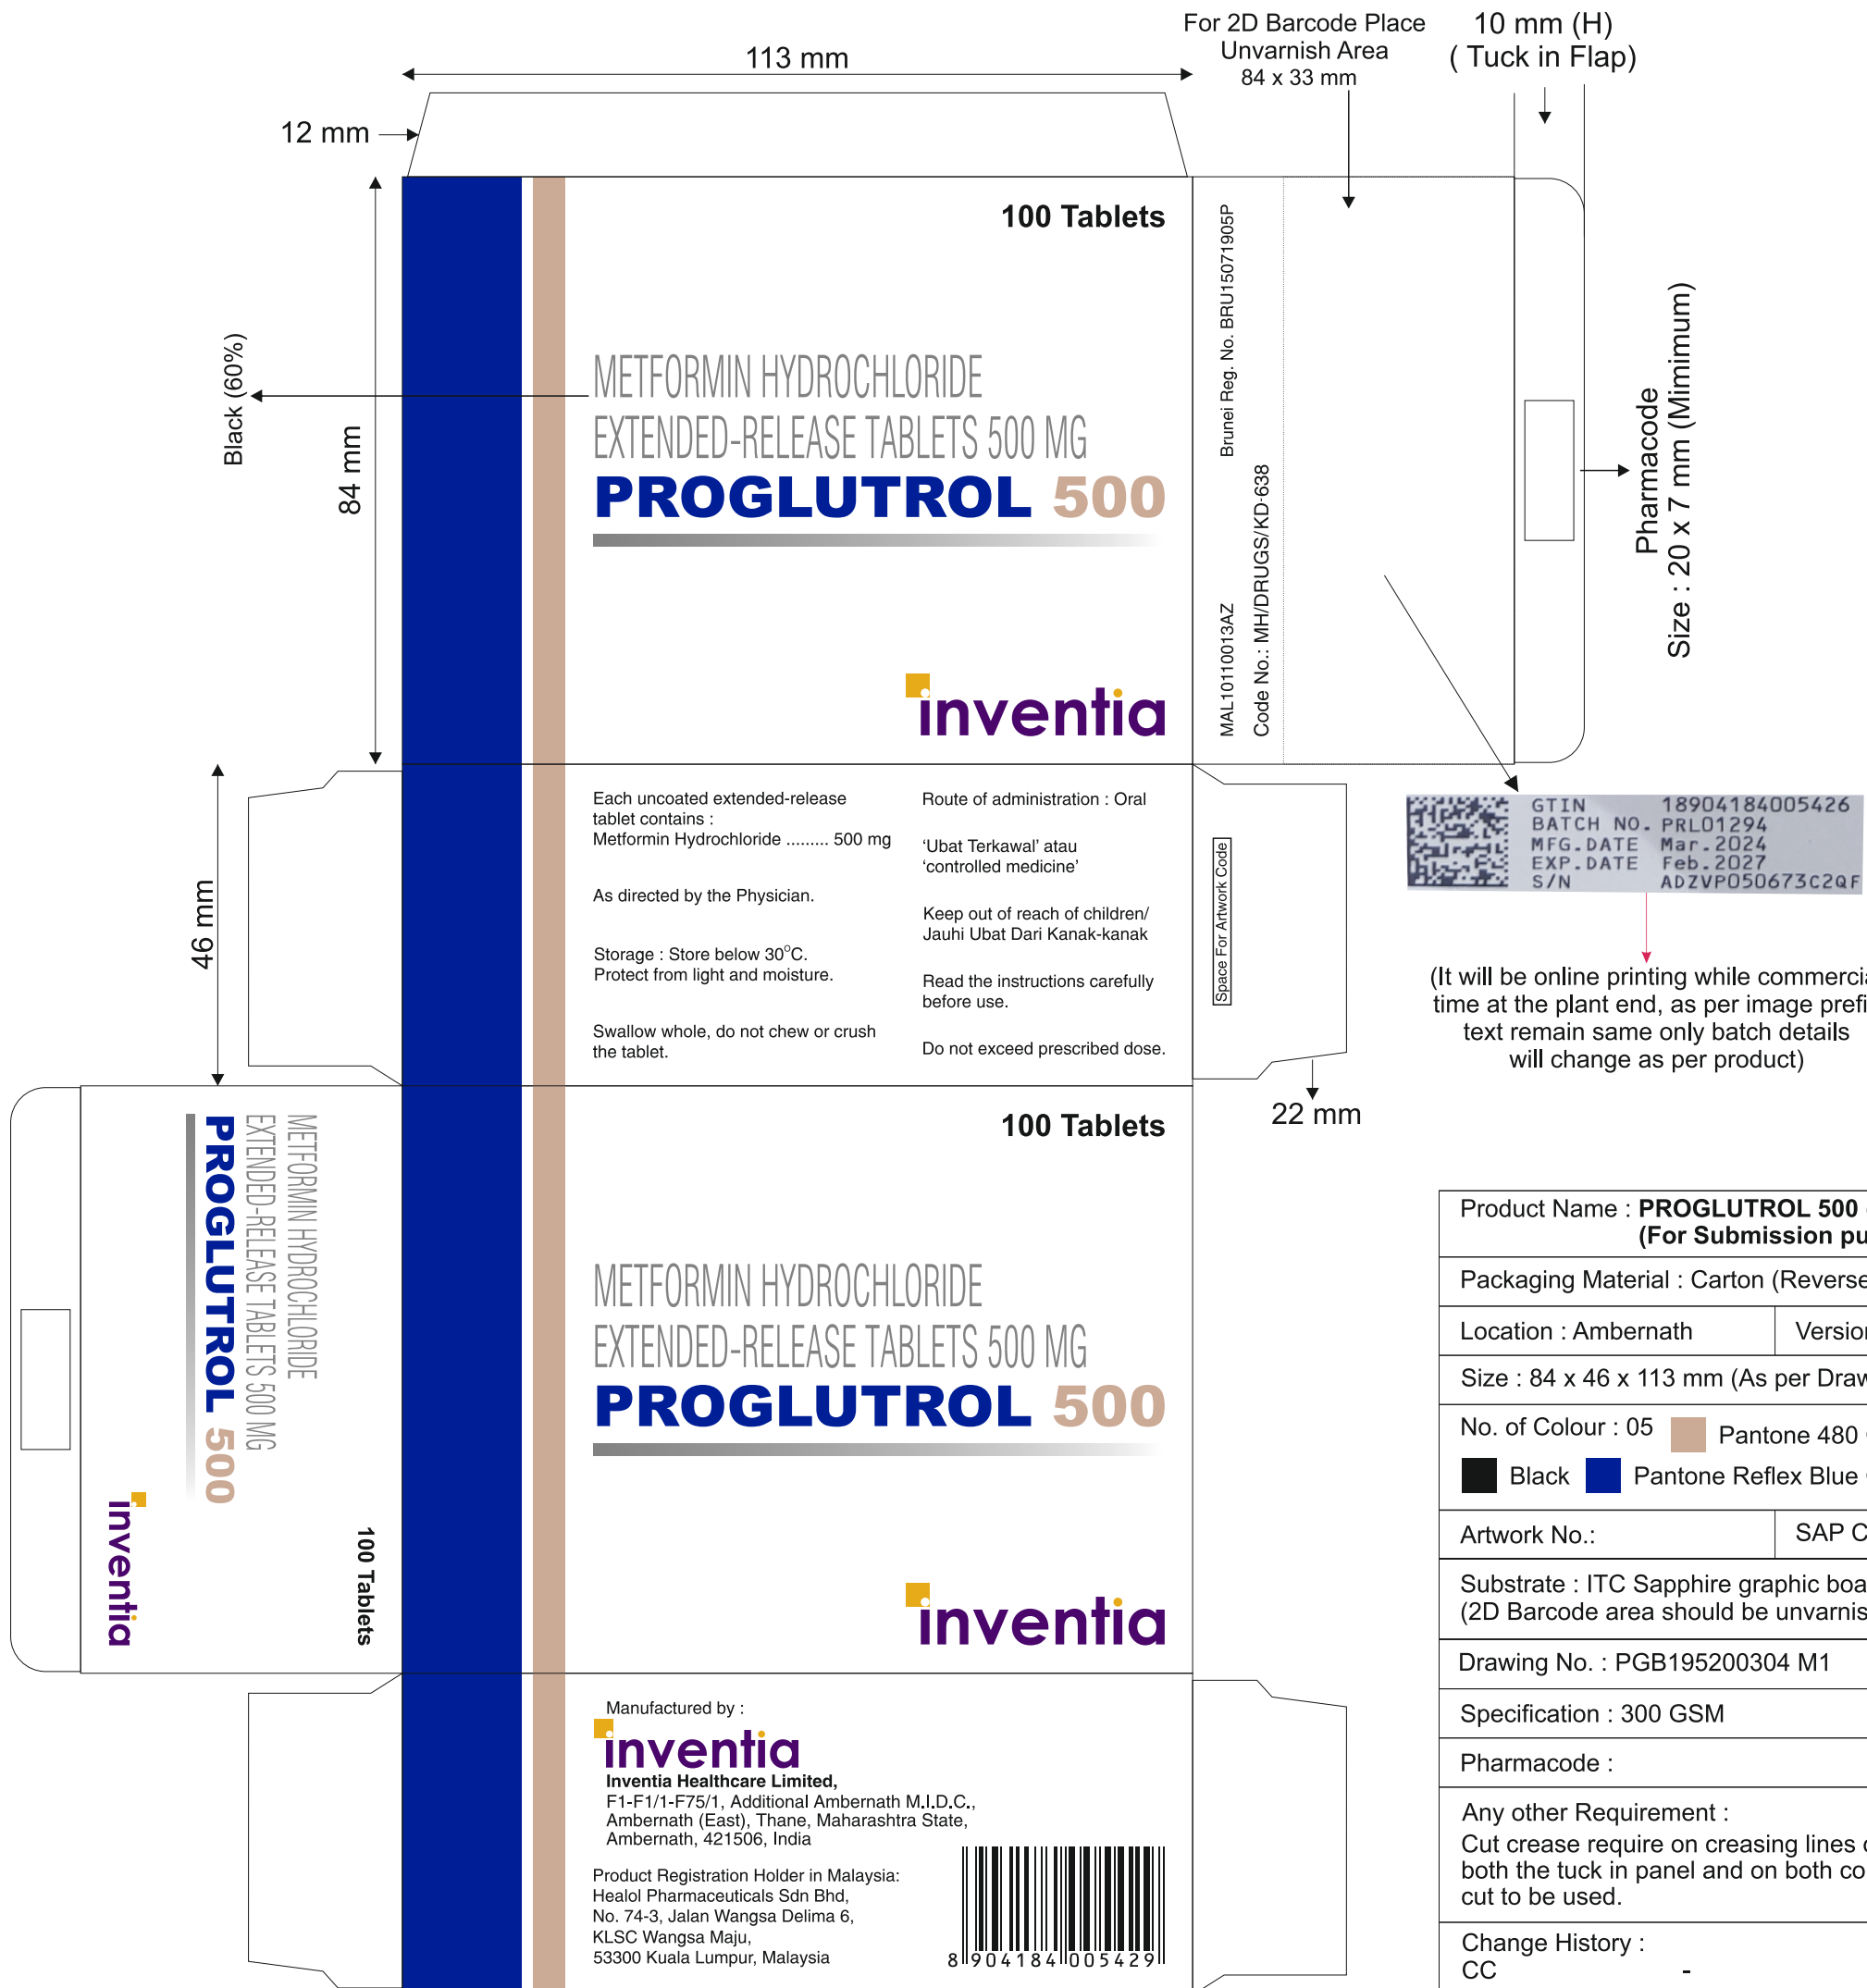 For 2D Barcode Place
Unvarnish Area
84 x 33 mm
10 mm (H)
( Tuck in Flap)
113 mm
12 mm
84 mm
Black (60%)
100 Tablets
METFORMIN HYDROCHLORIDE
EXTENDED-RELEASE TABLETS 500 MG
PROGLUTROL 500
inventia
MAL10110013AZ
Brunei Reg. No. BRU15071905P
Code No.: MH/DRUGS/KD-638
Pharmacode
Size : 20 x 7 mm (Mimimum)
46 mm
Each uncoated extended-release
tablet contains :
Metformin Hydrochloride ......... 500 mg
As directed by the Physician.
Storage : Store below 30°C.
Protect from light and moisture.
Swallow whole, do not chew or crush
the tablet.
Route of administration : Oral
‘Ubat Terkawal’ atau
‘controlled medicine’
Keep out of reach of children/
Jauhi Ubat Dari Kanak-kanak
Read the instructions carefully
before use.
Do not exceed prescribed dose.
Space For Artwork Code
22 mm
GTIN 18904184005426
BATCH NO. PRL01294
MFG.DATE Mar.2024
EXP.DATE Feb.2027
S/N ADZVP050673C2QF
(It will be online printing while
time at the plant end, as per image
text remain same only batch details
will change as per product)
METFORMIN HYDROCHLORIDE
EXTENDED-RELEASE TABLETS 500 MG
PROGLUTROL 500
inventia
100 Tablets
100 Tablets
METFORMIN HYDROCHLORIDE
EXTENDED-RELEASE TABLETS 500 MG
PROGLUTROL 500
inventia
Manufactured by :
inventia
Inventia Healthcare Limited,
F1-F1/1-F75/1, Additional Ambernath M.I.D.C.,
Ambernath (East), Thane, Maharashtra State,
Ambernath, 421506, India
Product Registration Holder in Malaysia:
Healol Pharmaceuticals Sdn Bhd,
No. 74-3, Jalan Wangsa Delima 6,
KLSC Wangsa Maju,
53300 Kuala Lumpur, Malaysia
8 904184 005429
Product Name : PROGLUTROL 500
(For Submission
Packaging Material : Carton
Location : Ambernath
Size : 84 x 46 x 113 mm (As per
No. of Colour : 05 Pantone 480
Black Pantone Reflex Blue
Artwork No.: SAP
Substrate : ITC Sapphire graphic
(2D Barcode area should be
Drawing No. : PGB195200304 M1
Specification : 300 GSM
Pharmacode :
Any other Requirement :
Cut crease require on creasing lines
both the tuck in panel and on both
cut to be used.
Change History :
CC -